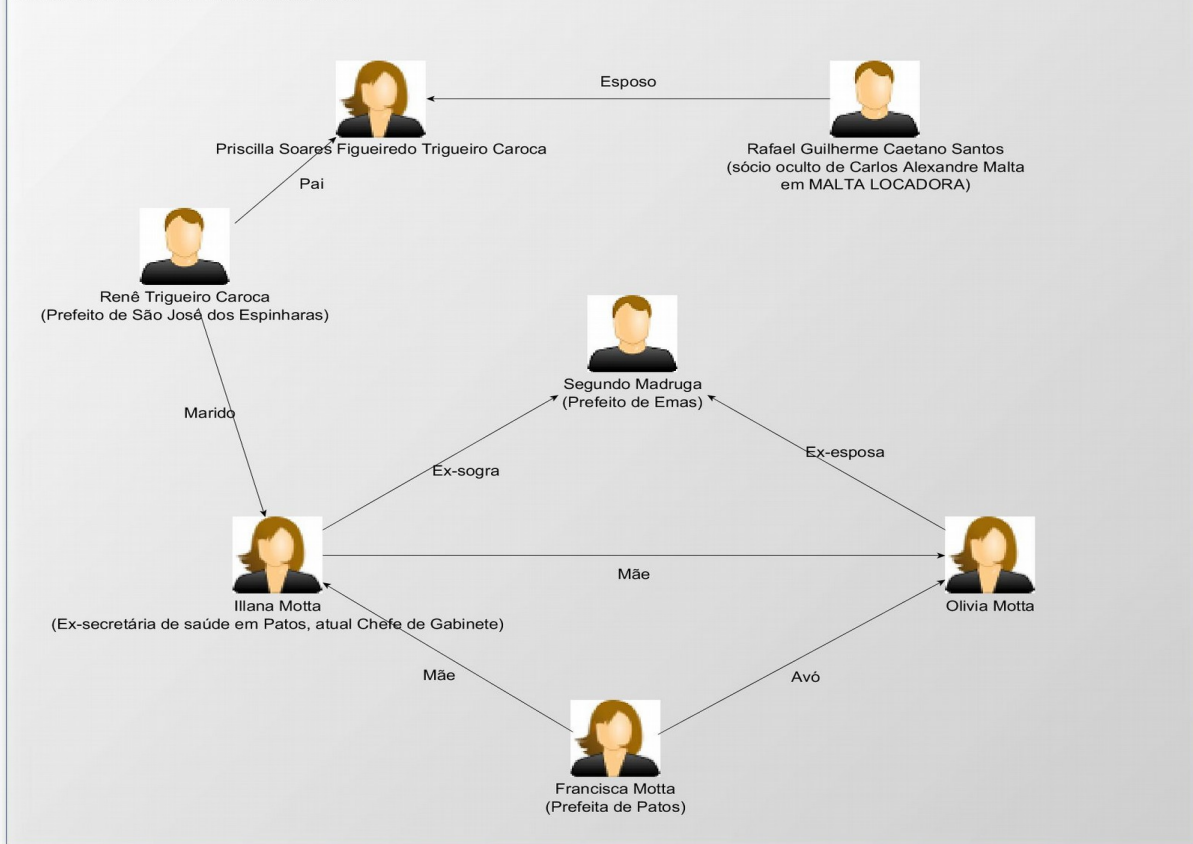 Esposo
Priscilla Soares Figueiredo Trigueiro Caroca
Rafael Guilherme Caetano Santos
(sócio oculto de Carlos Alexandre Malta
em MALTA LOCADORA)
Pai
Renê Trigueiro Caroca
(Prefeito de São José dos Espinharas)
Segundo Madruga
(Prefeito de Emas)
Marido
Ex-sogra
Ex-esposa
Mãe
Illana Motta
(Ex-secretária de saúde em Patos, atual Chefe de Gabinete)
Olivia Motta
Mãe
Avó
Francisca Motta
(Prefeita de Patos)